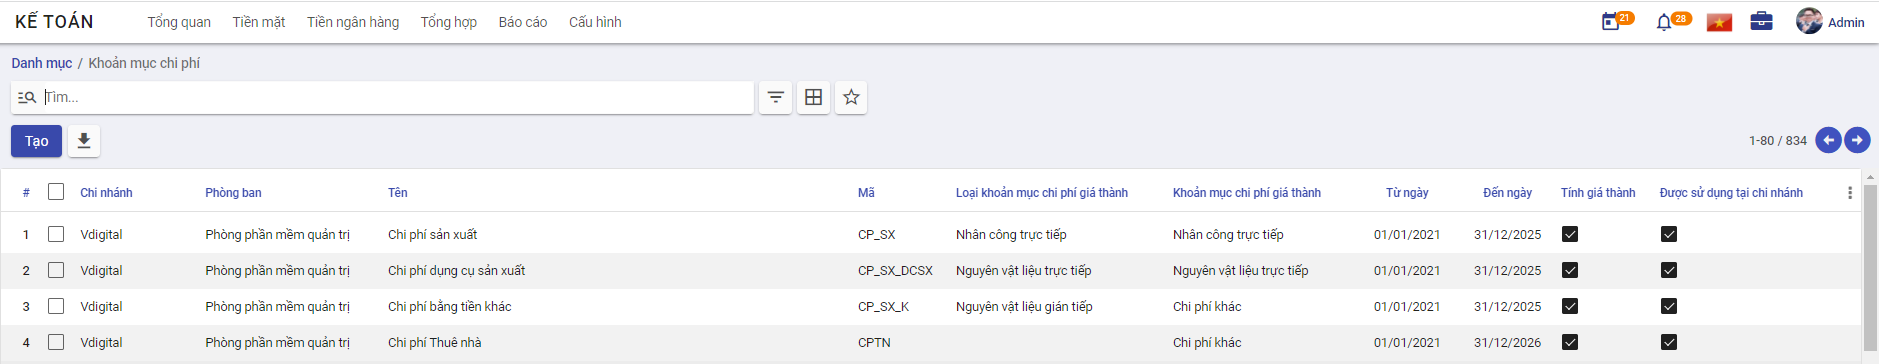 KẾ TOÁN Tổng quan Tiền mặt Tiền ngân hàng Tổng hợp Báo cáo Cấu hình 21 28 Admin
Danh mục / Khoản mục chi phí
Tìm...
Tạo 1-80 / 834
# Chi nhánh Phòng ban Tên Mã Loại khoản mục chi phí giá thành Khoản mục chi phí giá thành Từ ngày Đến ngày Tính giá thành Được sử dụng tại chi nhánh
1 Vdigital Phòng phần mềm quản trị Chi phí sản xuất CP_SX Nhân công trực tiếp Nhân công trực tiếp 01/01/2021 31/12/2025
2 Vdigital Phòng phần mềm quản trị Chi phí dụng cụ sản xuất CP_SX_DCSX Nguyên vật liệu trực tiếp Nguyên vật liệu trực tiếp 01/01/2021 31/12/2025
3 Vdigital Phòng phần mềm quản trị Chi phí bằng tiền khác CP_SX_K Nguyên vật liệu gián tiếp Chi phí khác 01/01/2021 31/12/2025
4 Vdigital Phòng phần mềm quản trị Chi phí Thuê nhà CPTN Chi phí khác 01/01/2021 31/12/2026